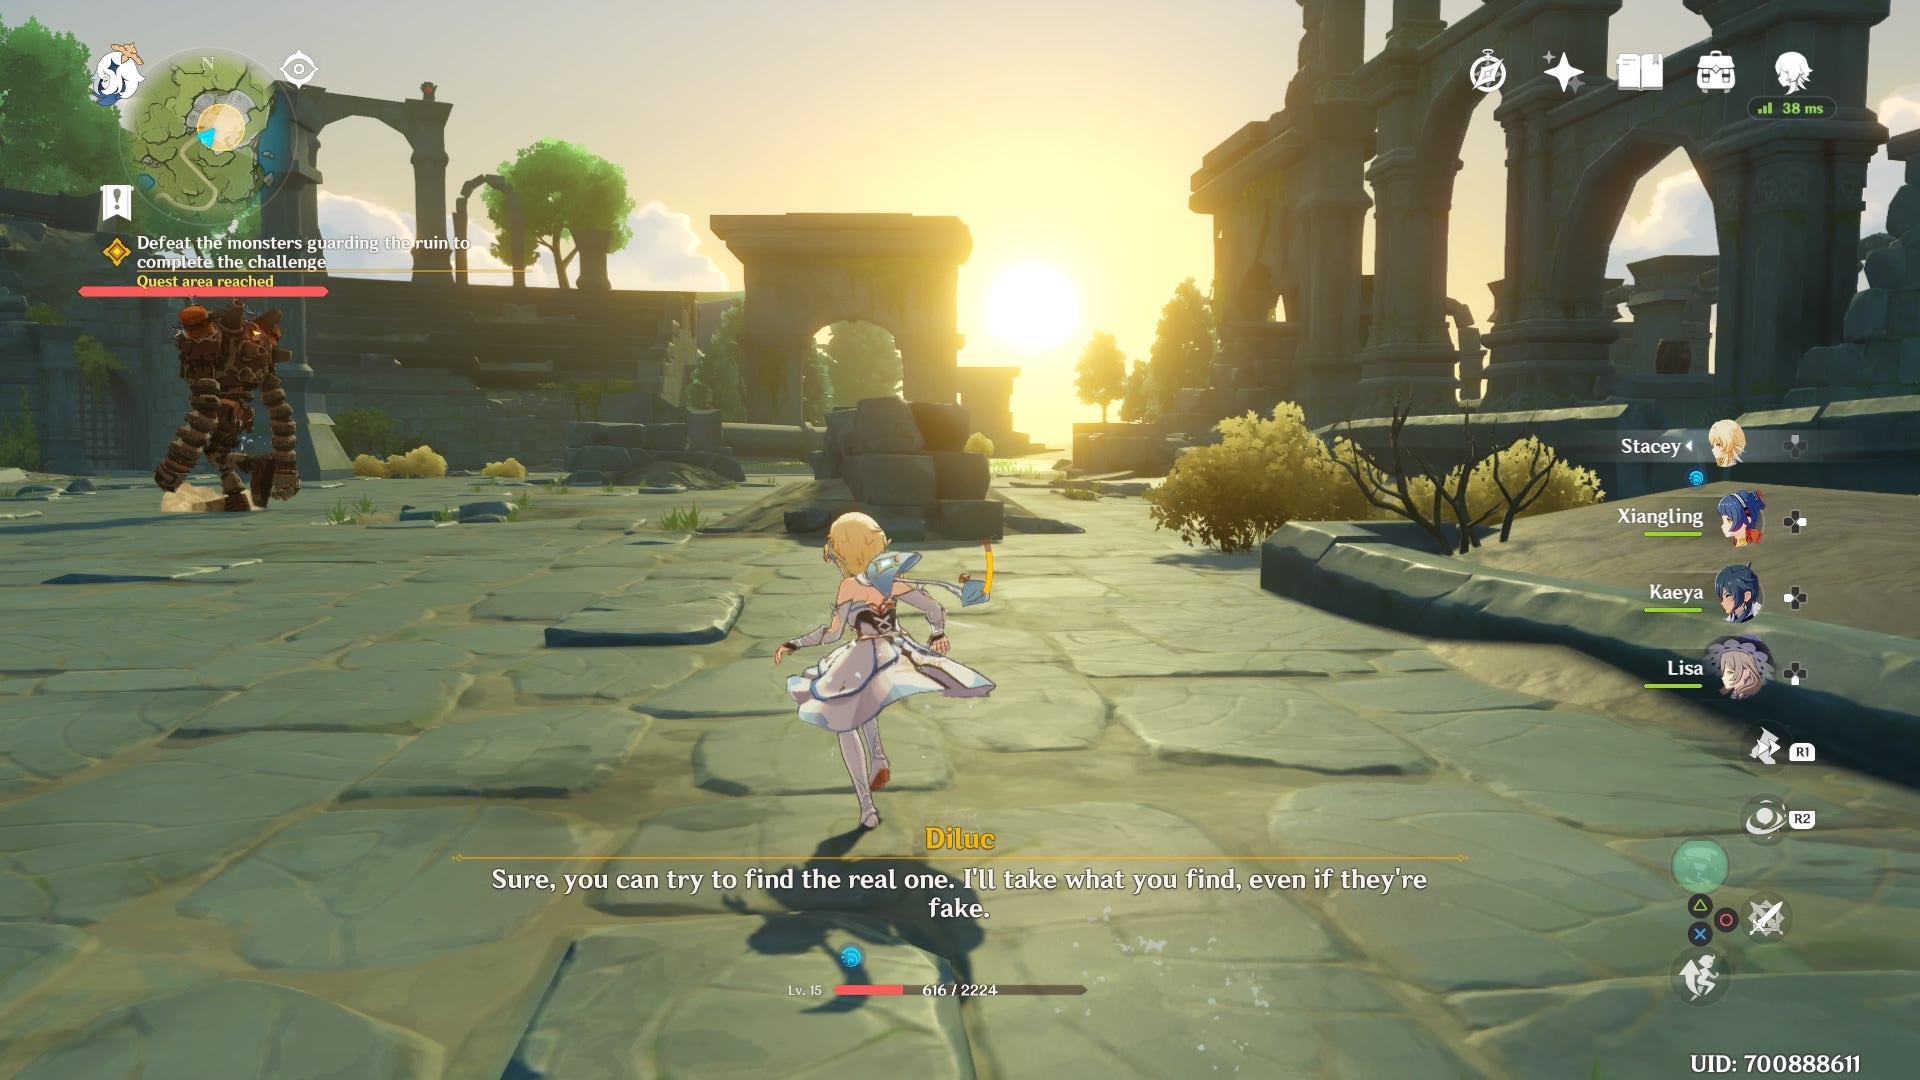 N
38 ms
Defeat the monsters guarding the ruin to
complete the challenge
Quest area reached
Stacey
Xiangling
Kaeya
Lisa
R1
R2
Diluc
Sure, you can try to find the real one. I'll take what you find, even if they're
fake.
Lv. 15
616 / 2224
UID: 700888611